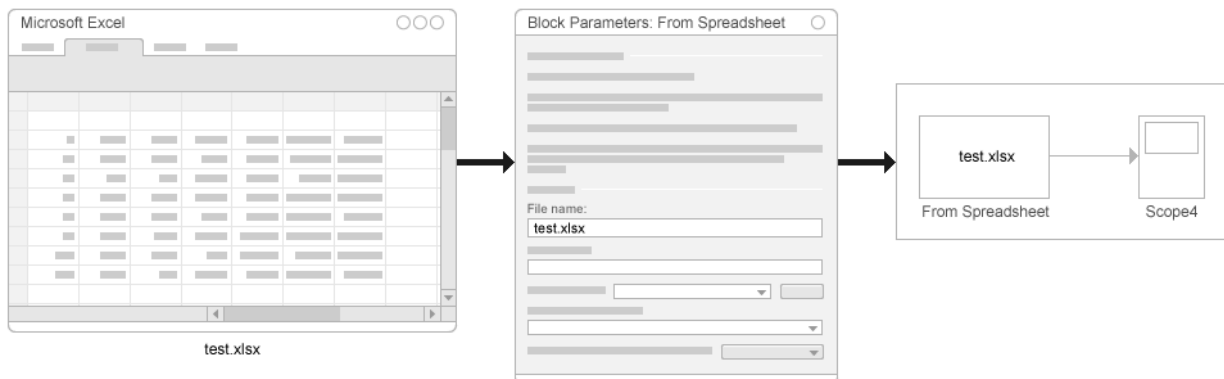 Microsoft Excel
test.xlsx
Block Parameters: From Spreadsheet
File name:
test.xlsx
test.xlsx
From Spreadsheet
Scope4